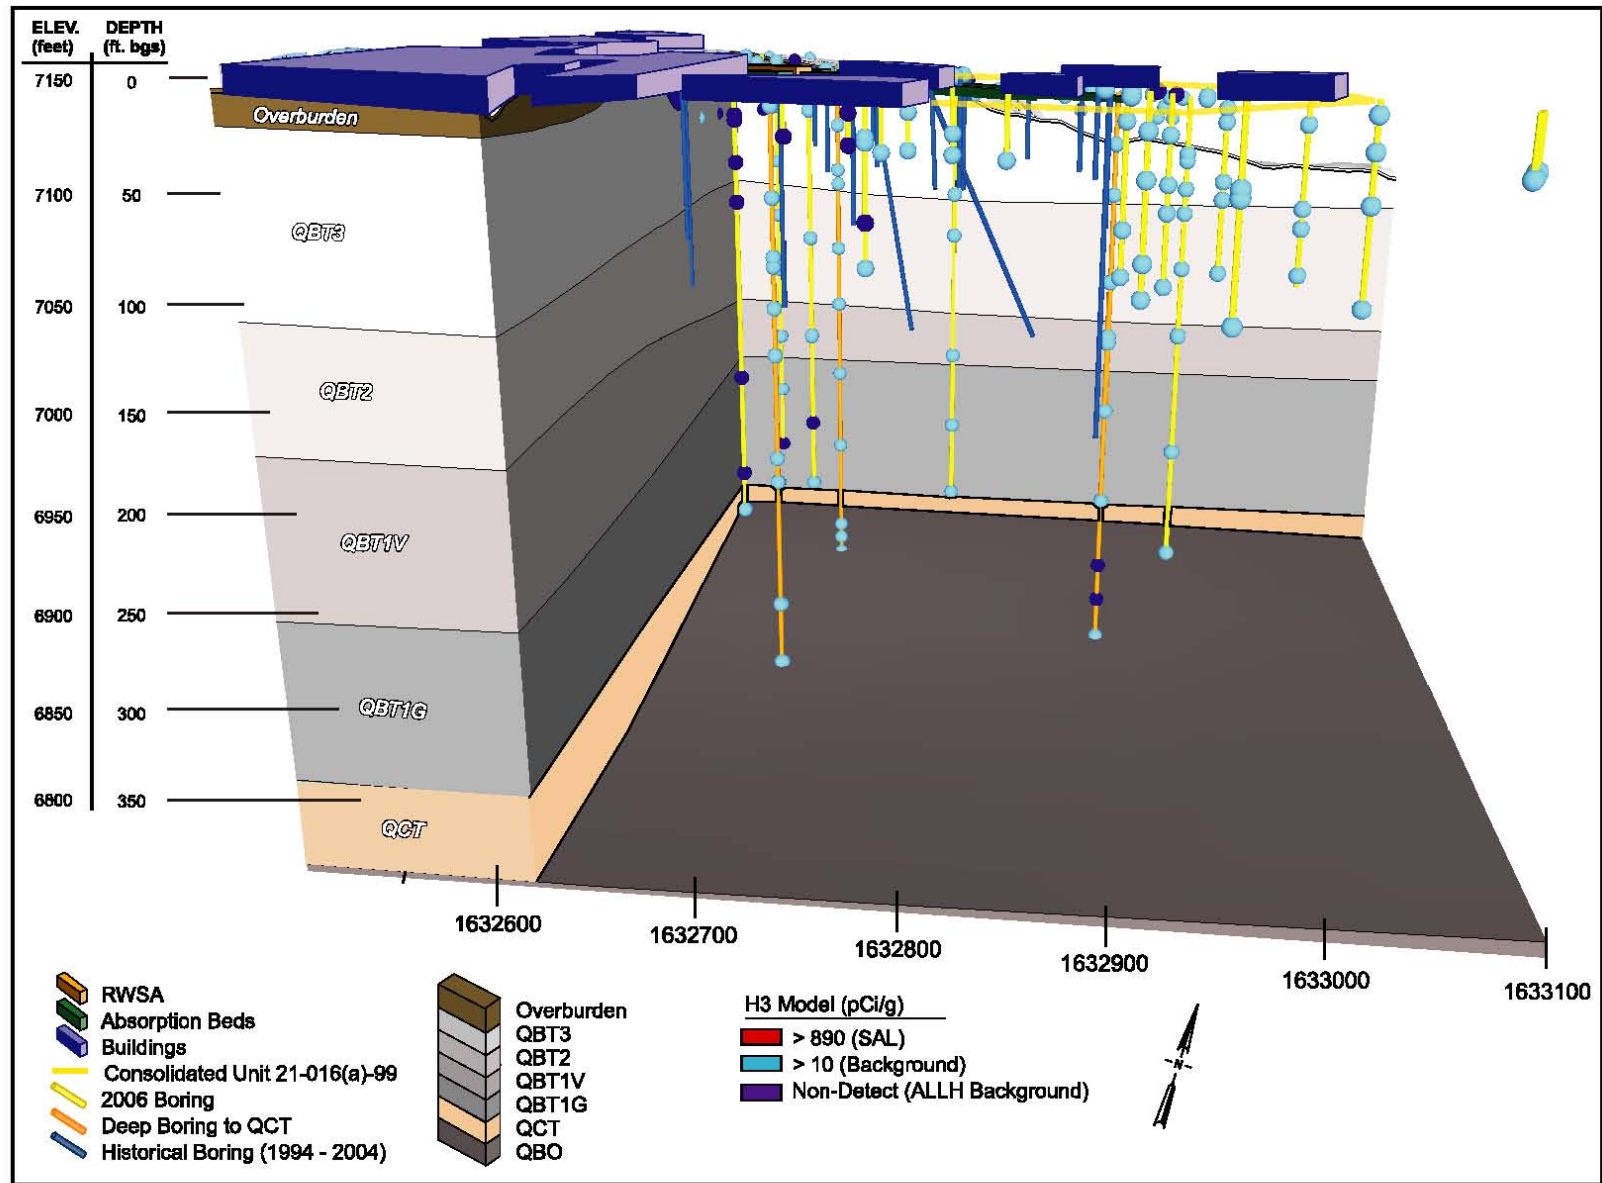 ELEV. DEPTH
(feet) (ft. bgs)
7150 0
7100 50
7050 100
7000 150
6950 200
6900 250
6850 300
6800 350
Overburden
QBT3
QBT2
QBT1V
QBT1G
QCT
1632600
1632700
1632800
1632900
1633000
1633100
RWSA
Absorption Beds
Buildings
Consolidated Unit 21-016(a)-99
2006 Boring
Deep Boring to QCT
Historical Boring (1994 - 2004)
Overburden
QBT3
QBT2
QBT1V
QBT1G
QCT
QBO
H3 Model (pCi/g)
> 890 (SAL)
> 10 (Background)
Non-Detect (ALLH Background)
N